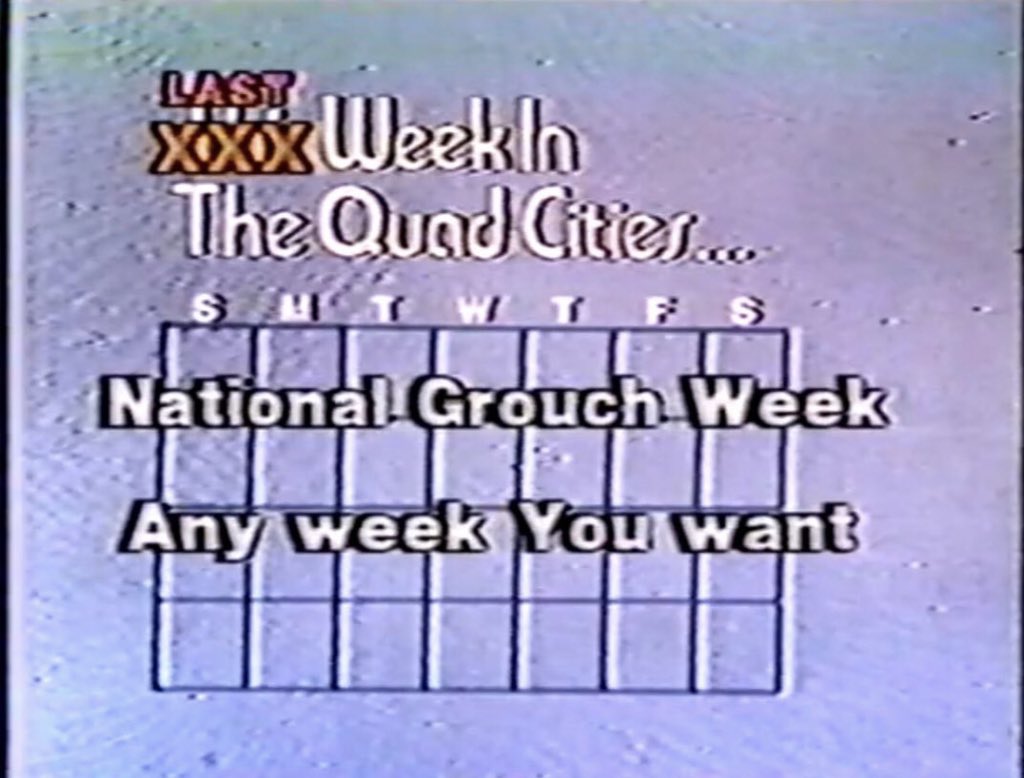 LAST
XXX Week In
The Quad Cities....
S M T W T F S
National Grouch Week
Any week You want